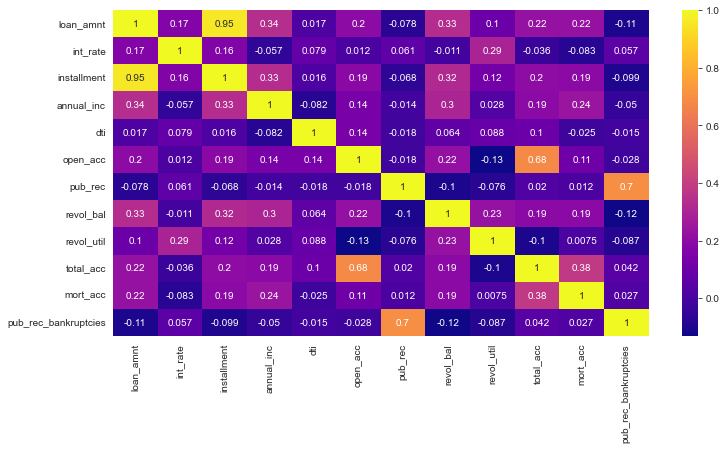 loan_amnt 1 0.17 0.95 0.34 0.017 0.2 -0.078 0.33 0.1 0.22 0.22 -0.11
int_rate 0.17 1 0.16 -0.057 0.079 0.012 0.061 -0.011 0.29 -0.036 -0.083 0.057
installment 0.95 0.16 1 0.33 0.016 0.19 -0.068 0.32 0.12 0.2 0.19 -0.099
annual_inc 0.34 -0.057 0.33 1 -0.082 0.14 -0.014 0.3 0.028 0.19 0.24 -0.05
dti 0.017 0.079 0.016 -0.082 1 0.14 -0.018 0.064 0.088 0.1 -0.025 -0.015
open_acc 0.2 0.012 0.19 0.14 0.14 1 -0.018 0.22 -0.13 0.68 0.11 -0.028
pub_rec -0.078 0.061 -0.068 -0.014 -0.018 -0.018 1 -0.1 -0.076 0.02 0.012 0.7
revol_bal 0.33 -0.011 0.32 0.3 0.064 0.22 -0.1 1 0.23 0.19 0.19 -0.12
revol_util 0.1 0.29 0.12 0.028 0.088 -0.13 -0.076 0.23 1 -0.1 0.0075 -0.087
total_acc 0.22 -0.036 0.2 0.19 0.1 0.68 0.02 0.19 -0.1 1 0.38 0.042
mort_acc 0.22 -0.083 0.19 0.24 -0.025 0.11 0.012 0.19 0.0075 0.38 1 0.027
pub_rec_bankruptcies -0.11 0.057 -0.099 -0.05 -0.015 -0.028 0.7 -0.12 -0.087 0.042 0.027 1
loan_amnt int_rate installment annual_inc dti open_acc pub_rec revol_bal revol_util total_acc mort_acc pub_rec_bankruptcies
1.0
0.8
0.6
0.4
0.2
0.0